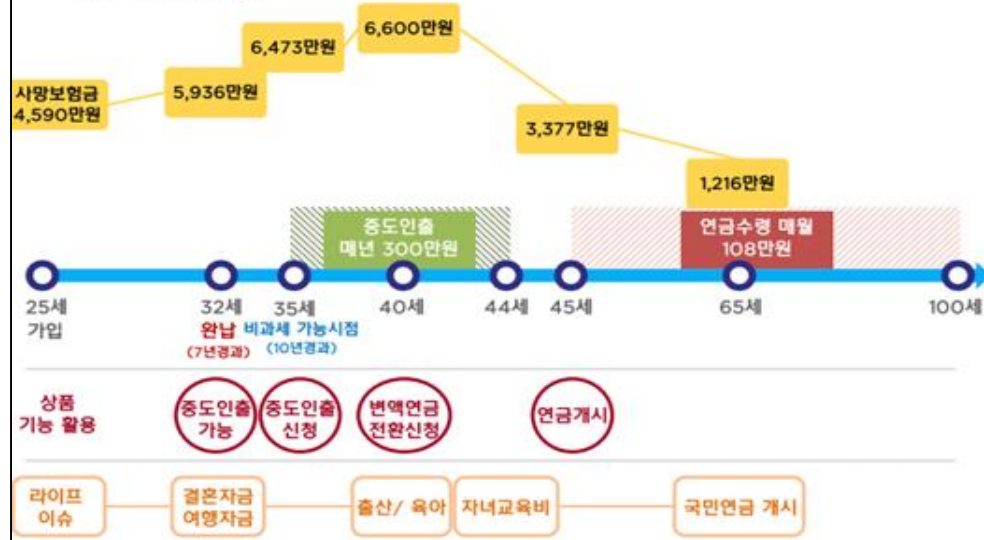 6,600만원
6,473만원
사망보험금
4,590만원
5,936만원
3,377만원
1,216만원
중도인출
매년 300만원
연금수령 매월
108만원
25세
가입
32세
완납
(7년경과)
35세
비과세 가능시점
(10년경과)
40세
44세
45세
65세
100세
상품
기능 활용
중도인출
가능
중도인출
신청
변액연금
전환신청
연금개시
라이프
이슈
결혼자금
여행자금
출산/ 육아
자녀교육비
국민연금 개시